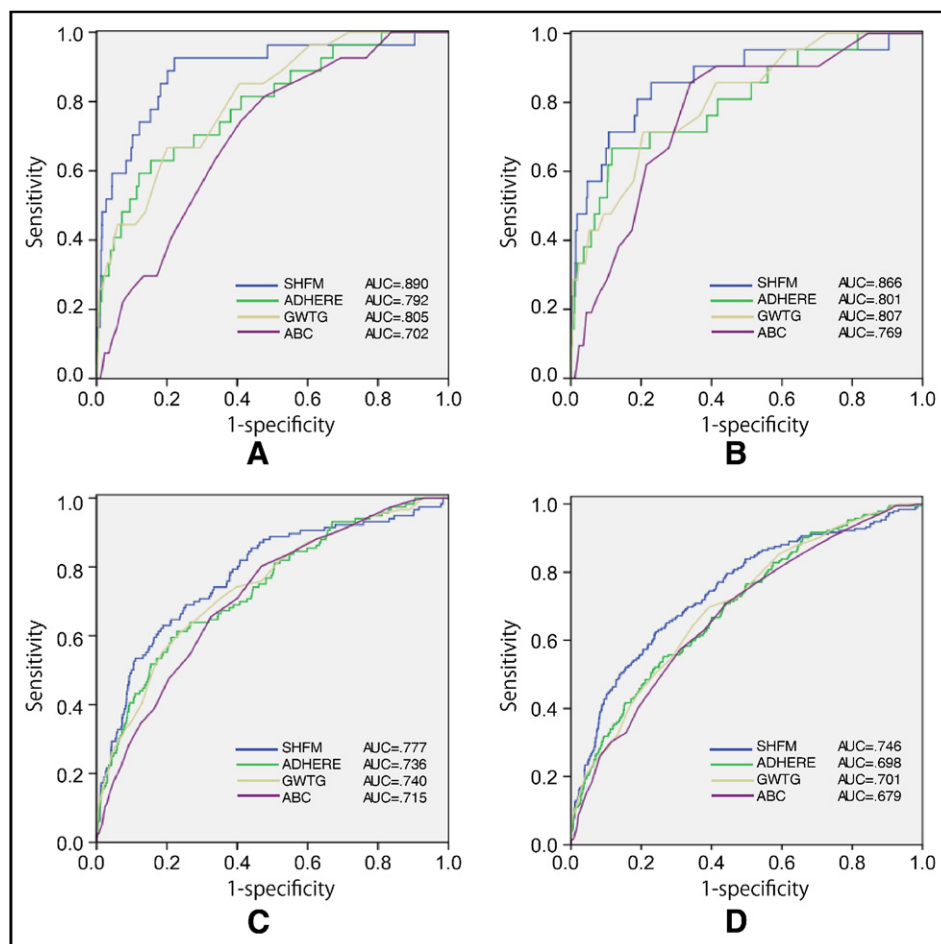 1.0
0.8
0.6
0.4
0.2
0.0
Sensitivity
SHFM AUC=.890
ADHERE AUC=.792
GWTG AUC=.805
ABC AUC=.702
0.0 0.2 0.4 0.6 0.8 1.0
1-specificity
A
1.0
0.8
0.6
0.4
0.2
0.0
Sensitivity
SHFM AUC=.866
ADHERE AUC=.801
GWTG AUC=.807
ABC AUC=.769
0.0 0.2 0.4 0.6 0.8 1.0
1-specificity
B
1.0
0.8
0.6
0.4
0.2
0.0
Sensitivity
SHFM AUC=.777
ADHERE AUC=.736
GWTG AUC=.740
ABC AUC=.715
0.0 0.2 0.4 0.6 0.8 1.0
1-specificity
C
1.0
0.8
0.6
0.4
0.2
0.0
Sensitivity
SHFM AUC=.746
ADHERE AUC=.698
GWTG AUC=.701
ABC AUC=.679
0.0 0.2 0.4 0.6 0.8 1.0
1-specificity
D